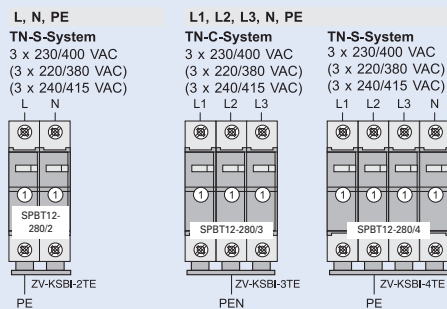 L, N, PE
TN-S-System
3 x 230/400 VAC
(3 x 220/380 VAC)
(3 x 240/415 VAC)
L N
1 1
SPBT12-
280/2
ZV-KSBI-2TE
PE
L1, L2, L3, N, PE
TN-C-System
3 x 230/400 VAC
(3 x 220/380 VAC)
(3 x 240/415 VAC)
L1 L2 L3
1 1 1
SPBT12-280/3
ZV-KSBI-3TE
PEN
TN-S-System
3 x 230/400 VAC
(3 x 220/380 VAC)
(3 x 240/415 VAC)
L1 L2 L3 N
1 1 1 1
SPBT12-280/4
ZV-KSBI-4TE
PE